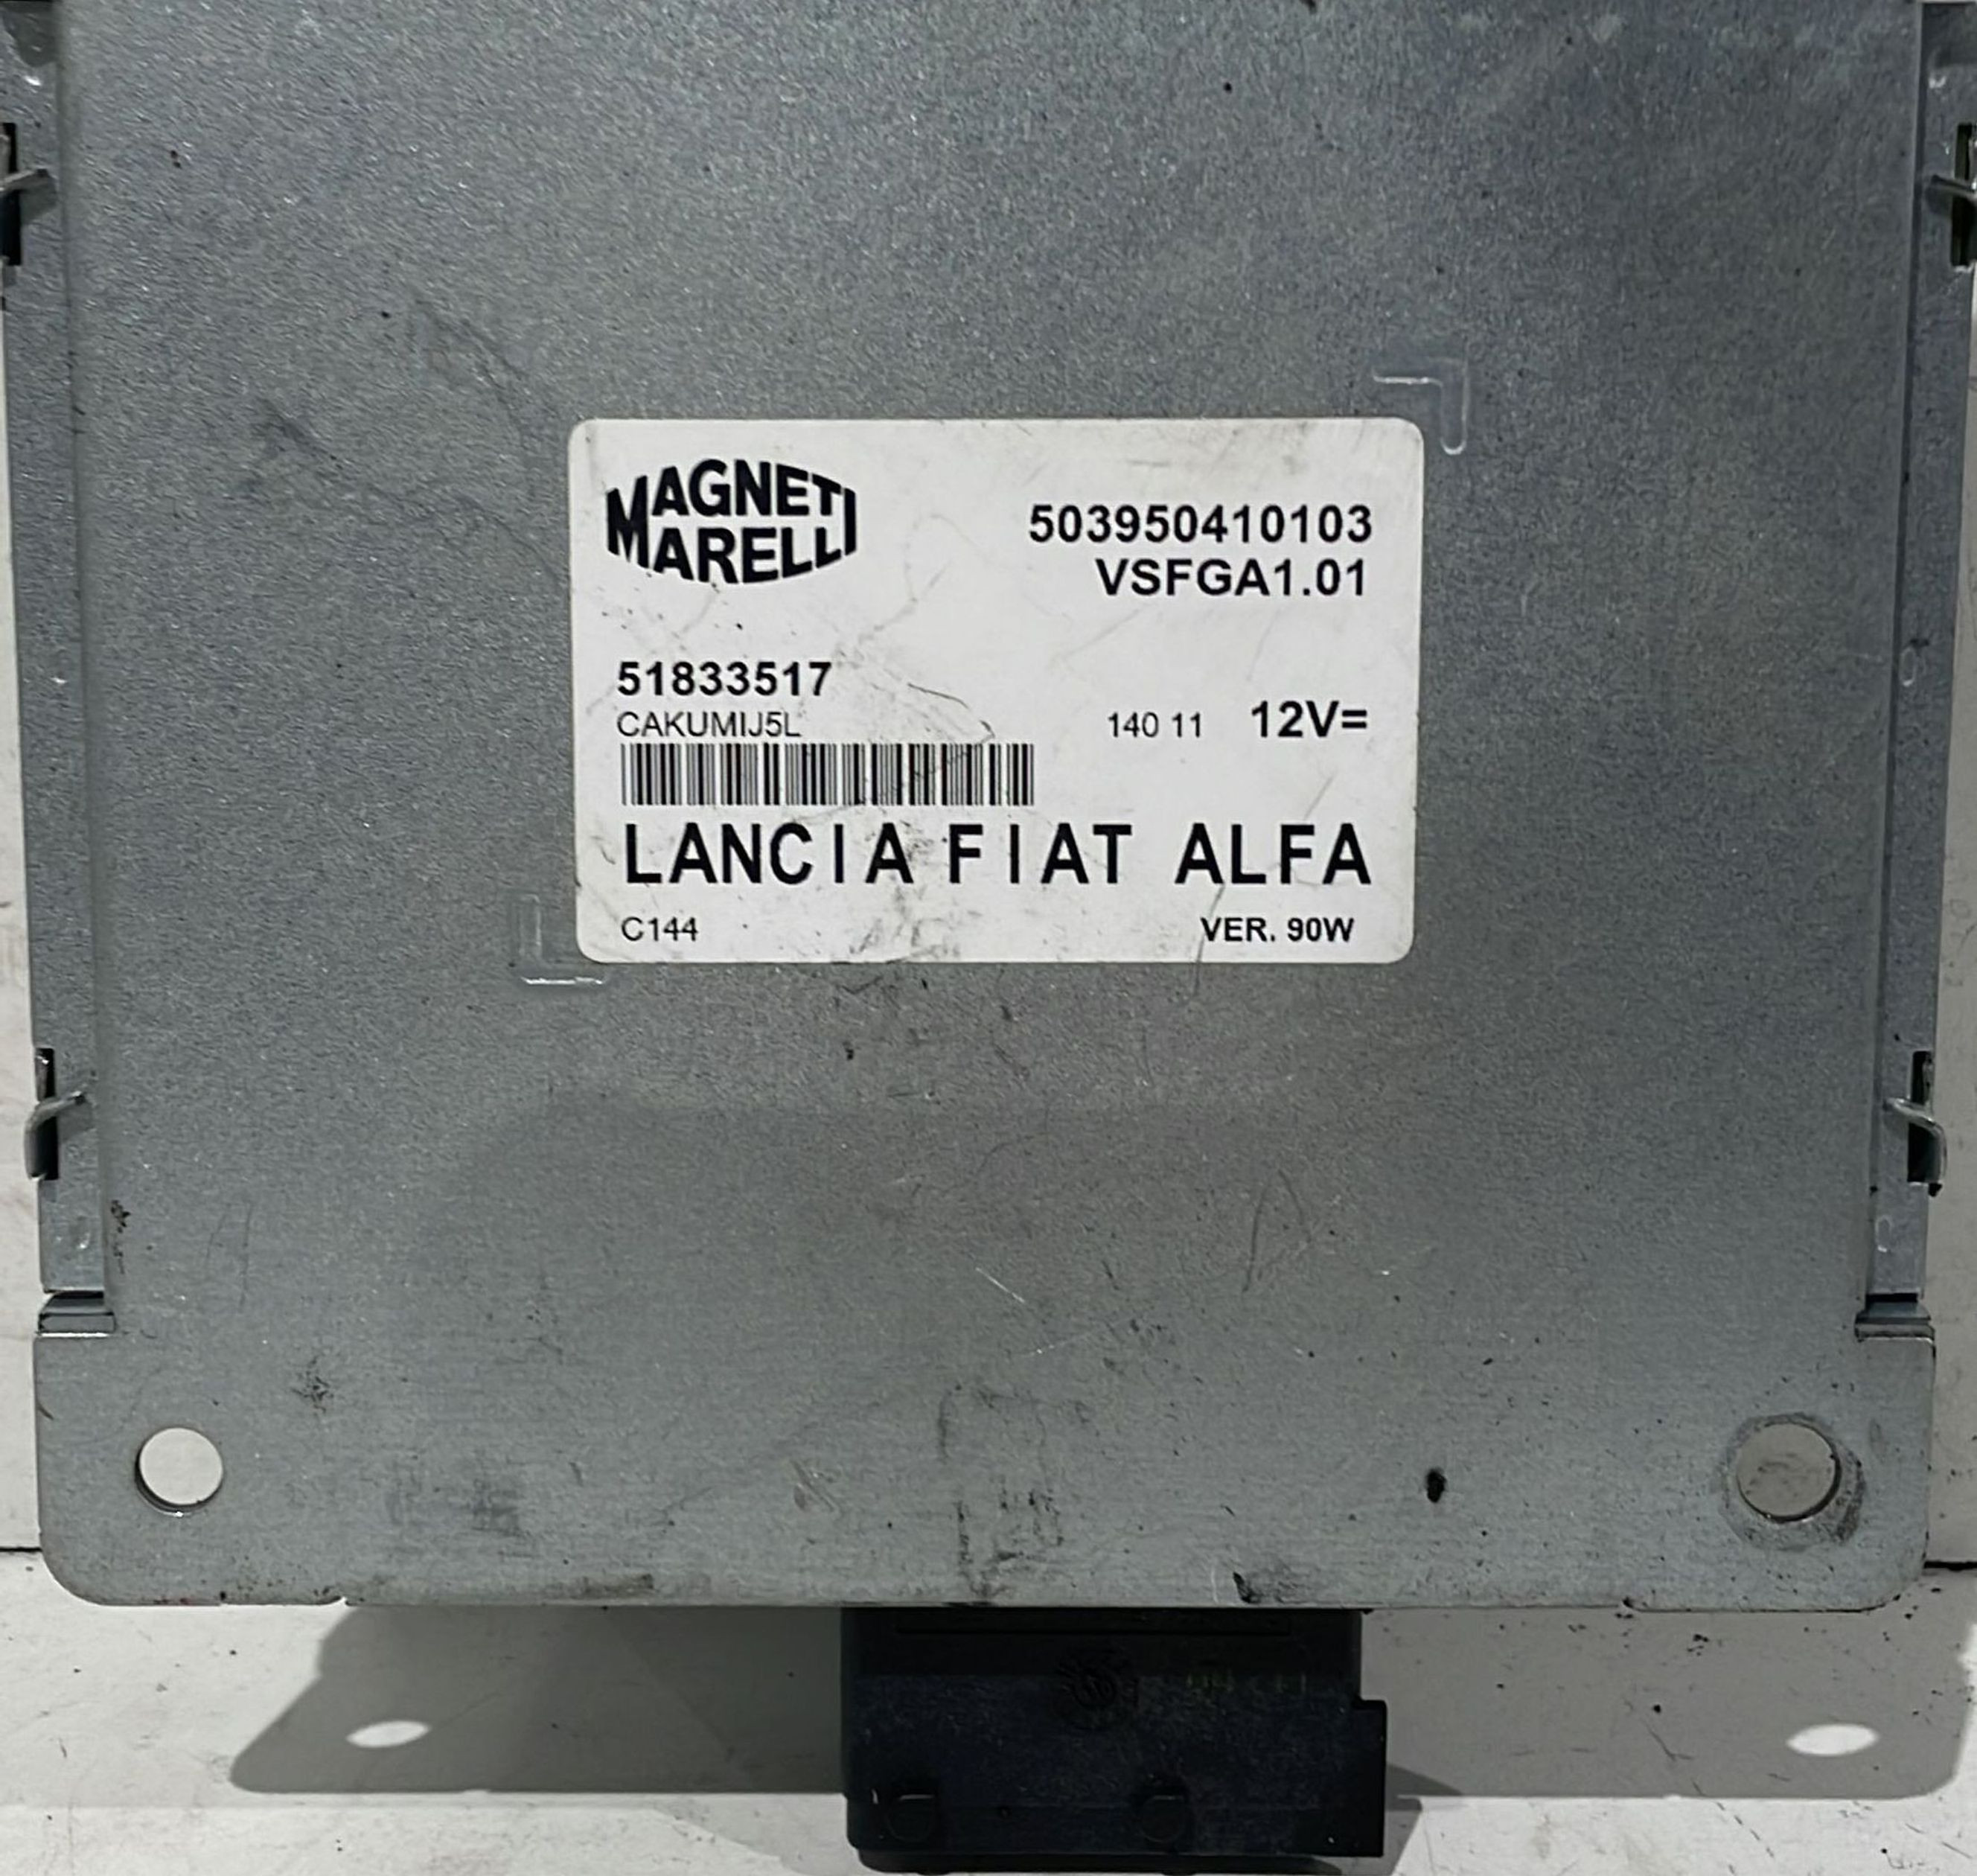 MAGNETI
MARELLI
503950410103
VSFGA1.01
51833517
CAKUMIJ5L
140 11 12V=
LANCIA FIAT ALFA
C144
VER. 90W